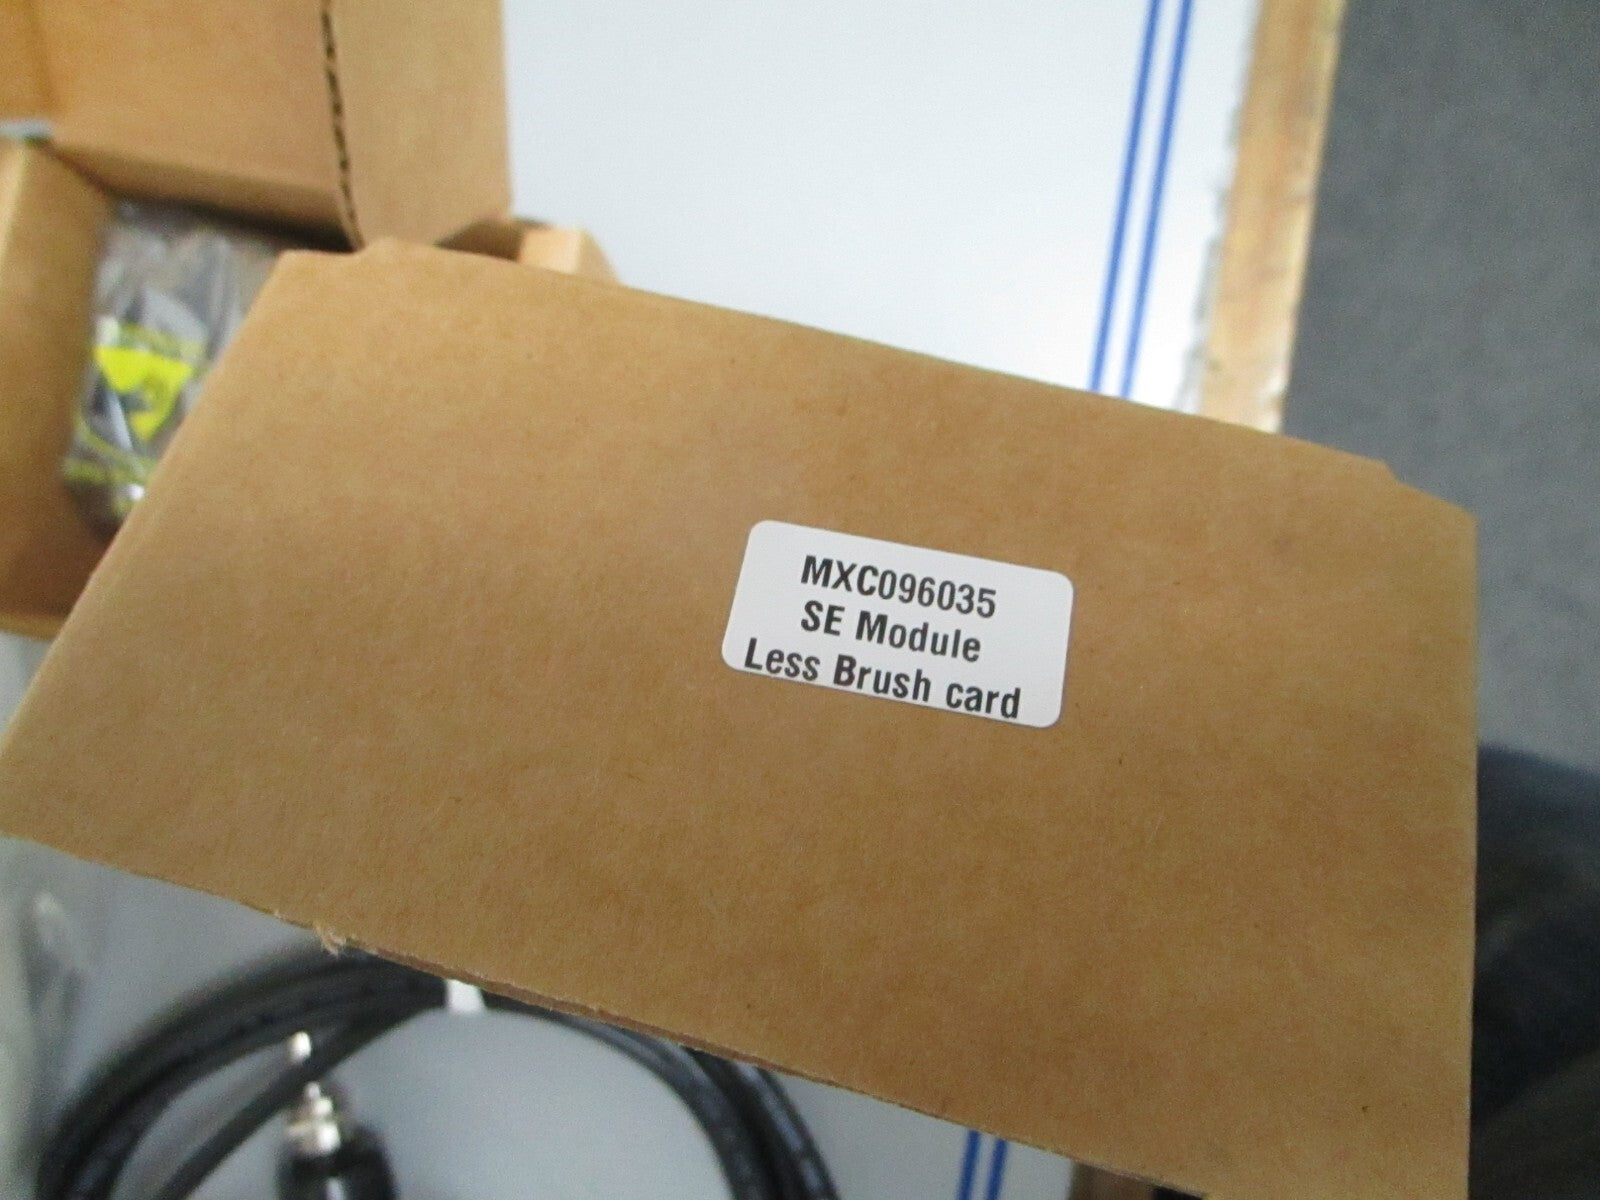 MXC096035
SE Module
Less Brush card